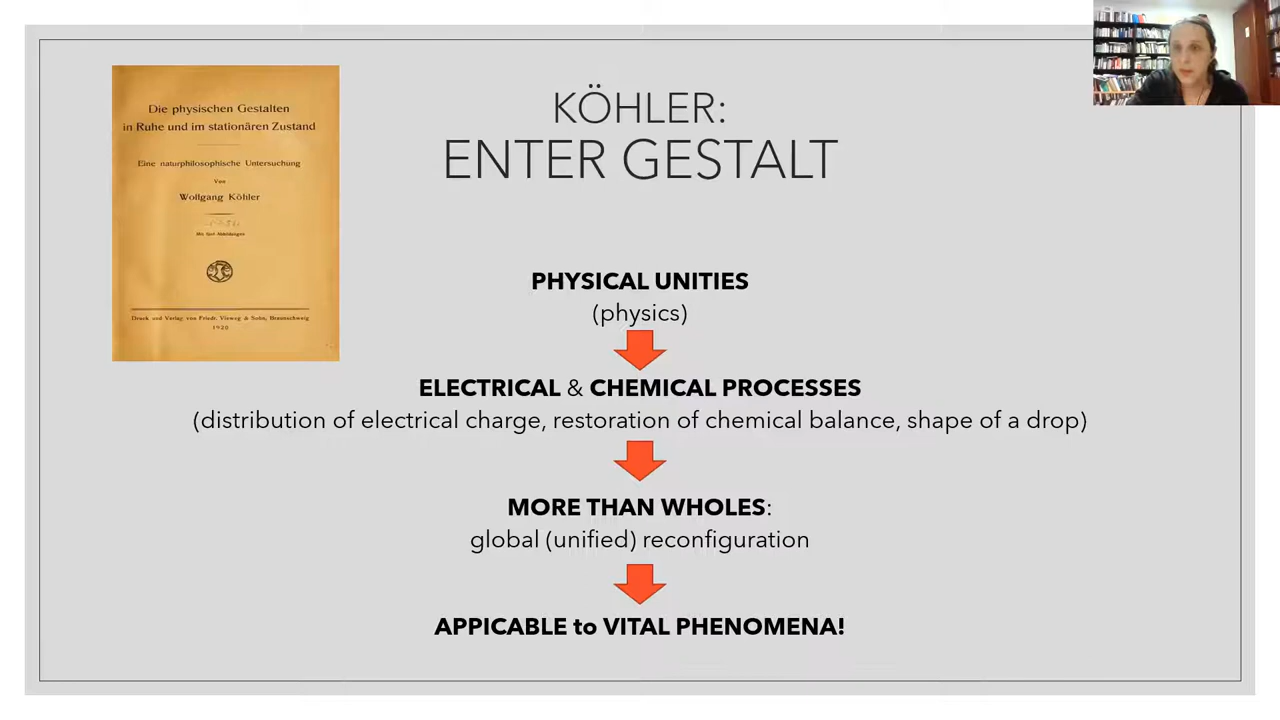 Die physischen Gestalten
in Ruhe und im stationären Zustand
Eine naturphilosophische Untersuchung
Von
Wolfgang Köhler
Druck und Verlag von Friedr. Vieweg & Sohn, Braunschweig
1920
KÖHLER:
ENTER GESTALT
PHYSICAL UNITIES
(physics)
ELECTRICAL & CHEMICAL PROCESSES
(distribution of electrical charge, restoration of chemical balance, shape of a drop)
MORE THAN WHOLES:
global (unified) reconfiguration
APPICABLE to VITAL PHENOMENA!